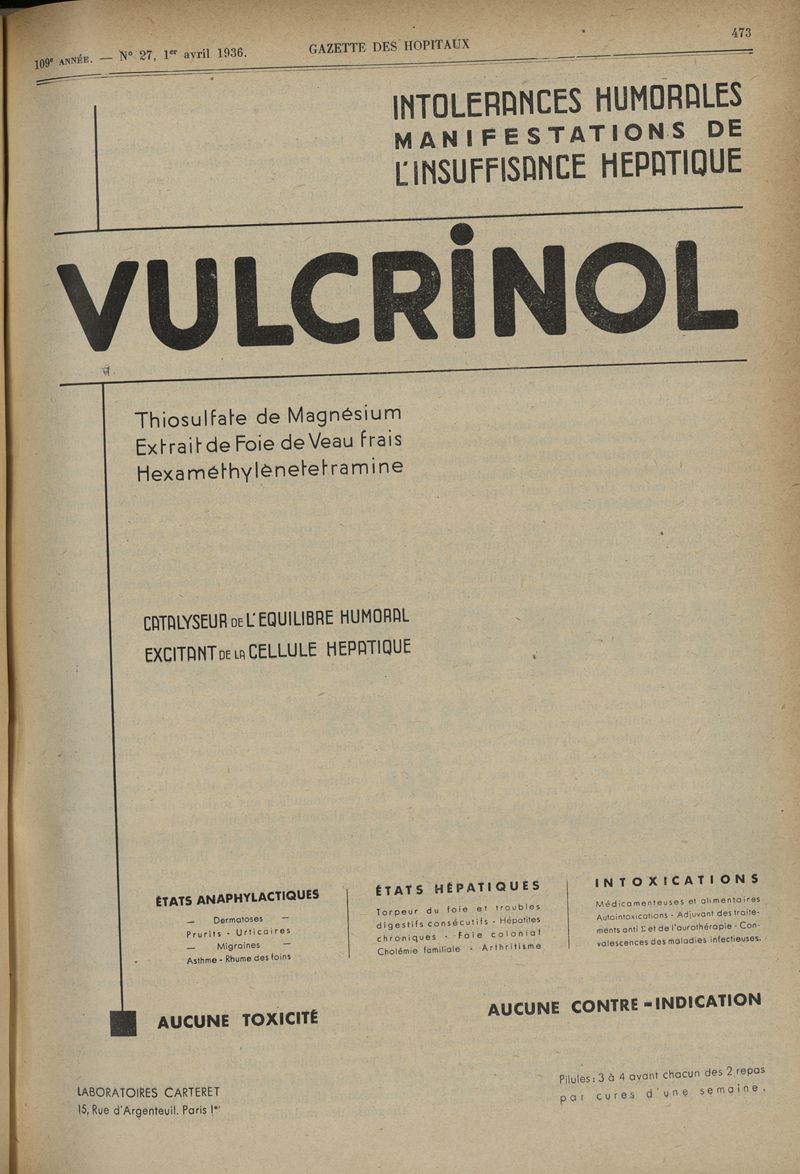 109e ANNÉE. — N° 27, 1er avril 1936. GAZETTE DES HOPITAUX 473
INTOLERANCES HUMORALES
MANIFESTATIONS DE
L'INSUFFISANCE HEPATIQUE
VULCRINOL
Thiosulfate de Magnésium
Extrait de Foie de Veau frais
Hexaméthylènetetramine
CATALYSEUR DE L'EQUILIBRE HUMORAL
EXCITANT DE LA CELLULE HEPATIQUE
ÉTATS ANAPHYLACTIQUES
— Dermatoses —
Prurits - Urticaires
— Migraines —
Asthme - Rhume des foins
ÉTATS HÉPATIQUES
Torpeur du foie et troubles
digestifs consécutifs - Hépatites
chroniques - Foie colonial
Cholémie familiale - Arthritisme
INTOXICATIONS
Médicamenteuses et alimentaires
Autointoxications - Adjuvant des traite-
ments anti Σ et de l'aurothérapie - Con-
valescences des maladies infectieuses.
AUCUNE TOXICITÉ
AUCUNE CONTRE-INDICATION
LABORATOIRES CARTERET
15, Rue d'Argenteuil. Paris Ier
Pilules : 3 à 4 avant chacun des 2 repas
par cures d'une semaine.